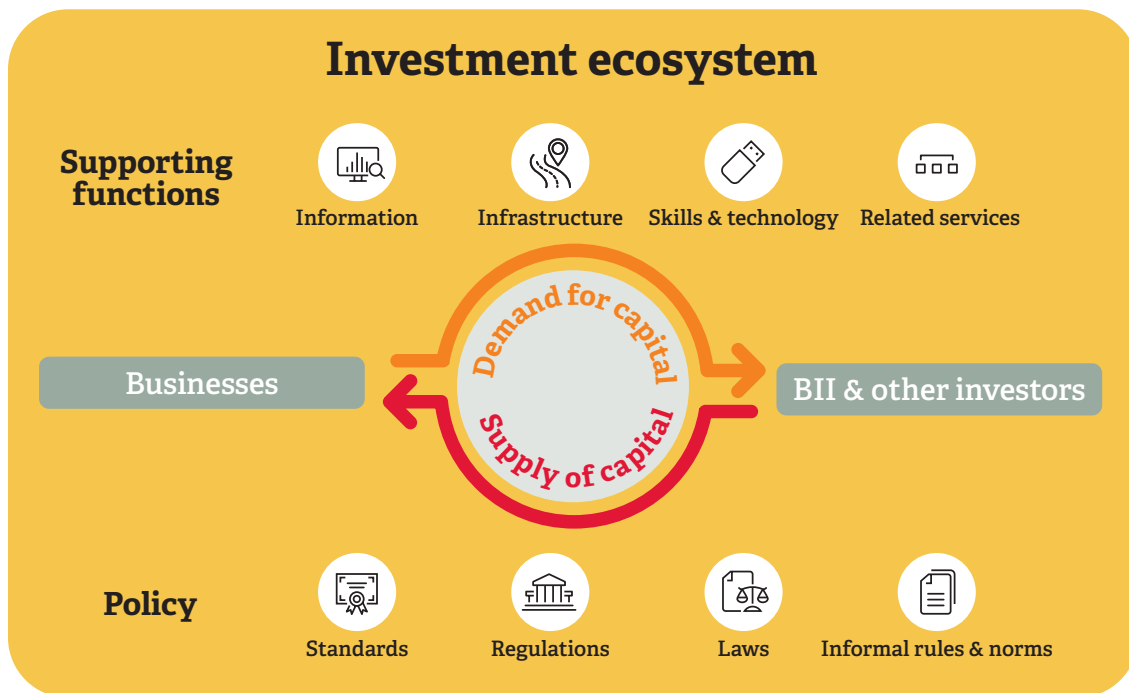 Investment ecosystem
Supporting
functions
Information
Infrastructure
Skills & technology
Related services
Demand for capital
Businesses
BII & other investors
Supply of capital
Policy
Standards
Regulations
Laws
Informal rules & norms